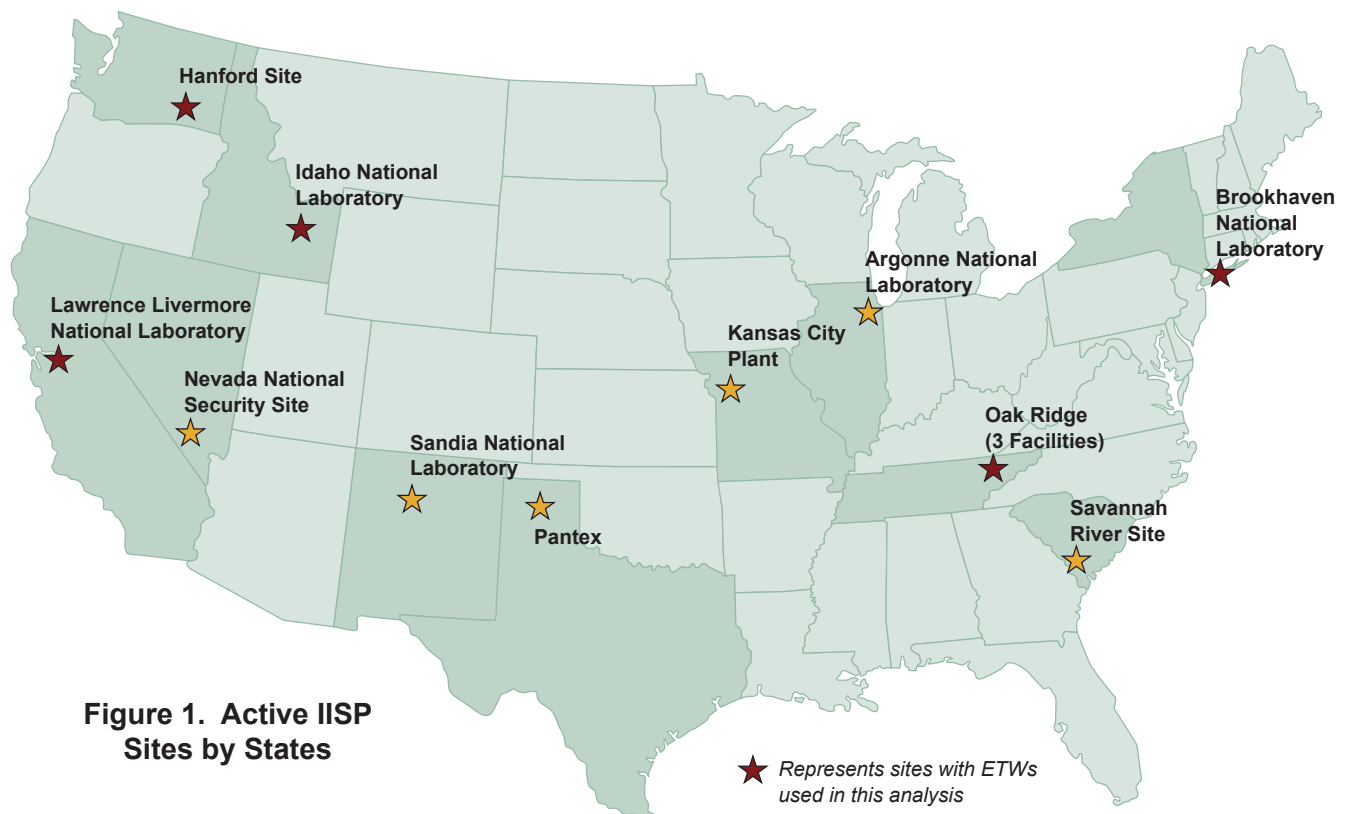 Hanford Site
Idaho National
Laboratory
Brookhaven
National
Laboratory
Argonne National
Laboratory
Lawrence Livermore
National Laboratory
Kansas City
Plant
Nevada National
Security Site
Oak Ridge
(3 Facilities)
Sandia National
Laboratory
Savannah
River Site
Pantex
Figure 1. Active IISP
Sites by States
Represents sites with ETWs
used in this analysis